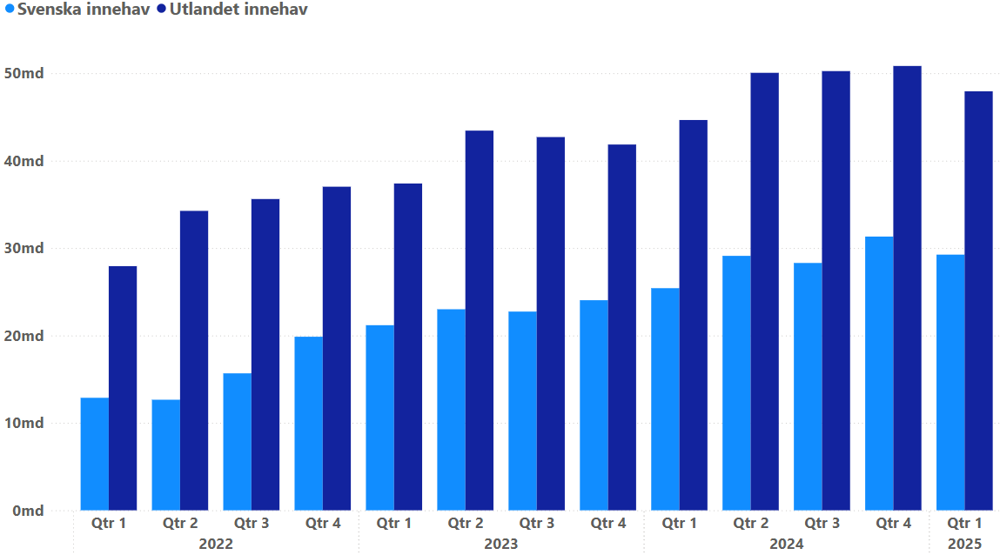 Svenska innehav Utlandet innehav
50md
40md
30md
20md
10md
0md
Qtr 1 Qtr 2 Qtr 3 Qtr 4 Qtr 1 Qtr 2 Qtr 3 Qtr 4 Qtr 1 Qtr 2 Qtr 3 Qtr 4 Qtr 1
2022 2023 2024 2025